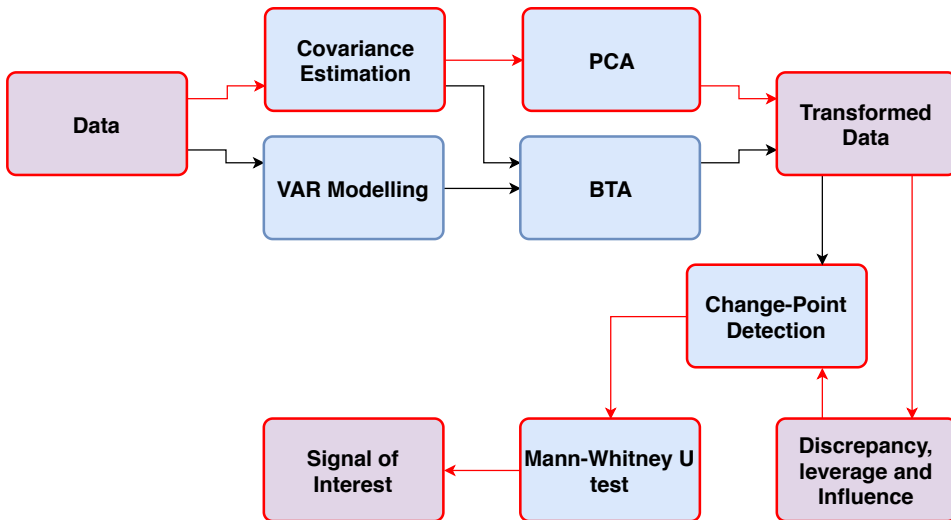 Covariance
Estimation
PCA
Data
Transformed
Data
VAR Modelling
BTA
Change-Point
Detection
Signal of
Interest
Mann-Whitney U
test
Discrepancy,
leverage and
Influence